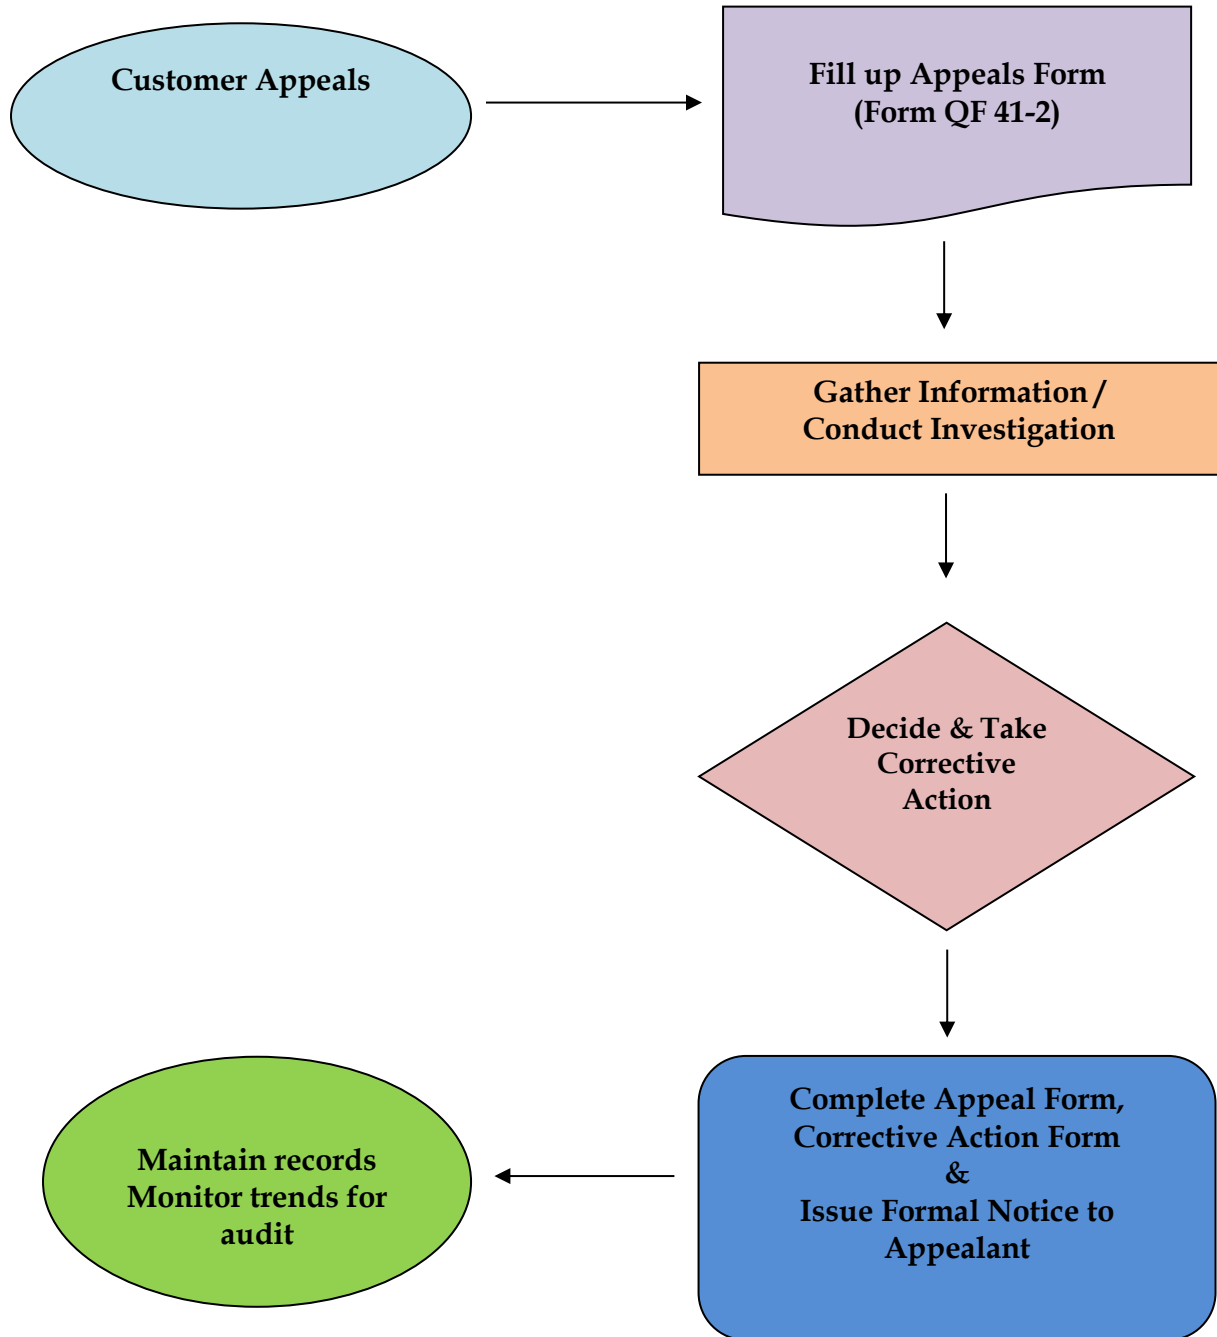 Customer Appeals
Fill up Appeals Form
(Form QF 41-2)
Gather Information /
Conduct Investigation
Decide & Take
Corrective
Action
Complete Appeal Form,
Corrective Action Form
&
Issue Formal Notice to
Appealant
Maintain records
Monitor trends for
audit